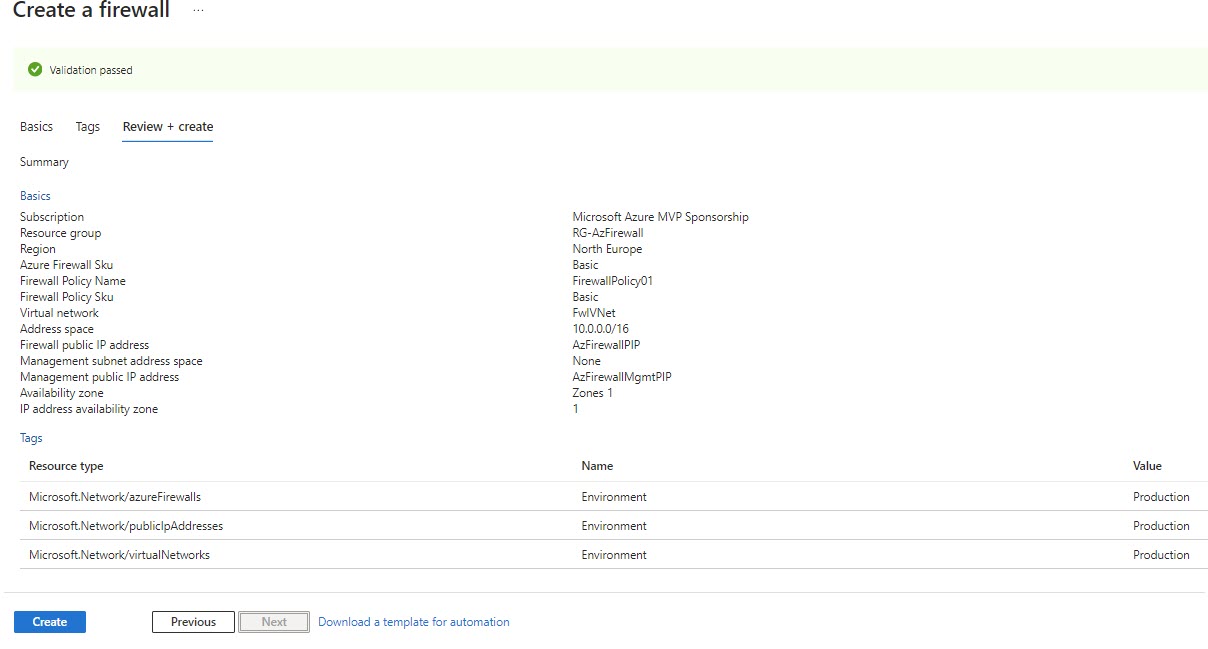 Create a firewall ...
Validation passed
Basics Tags Review + create
Summary
Basics
Subscription Microsoft Azure MVP Sponsorship
Resource group RG-AzFirewall
Region North Europe
Azure Firewall Sku Basic
Firewall Policy Name FirewallPolicy01
Firewall Policy Sku Basic
Virtual network FwlVNet
Address space 10.0.0.0/16
Firewall public IP address AzFirewallPIP
Management subnet address space None
Management public IP address AzFirewallMgmtPIP
Availability zone Zones 1
IP address availability zone 1
Tags
Resource type Name Value
Microsoft.Network/azureFirewalls Environment Production
Microsoft.Network/publicIpAddresses Environment Production
Microsoft.Network/virtualNetworks Environment Production
Create Previous Next Download a template for automation